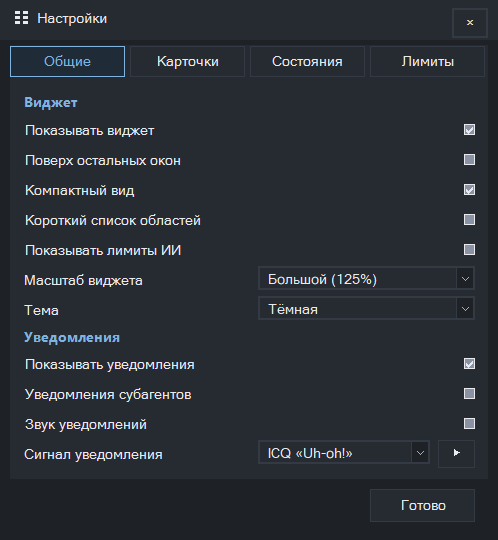 Настройки
×
Общие
Карточки
Состояния
Лимиты
Виджет
Показывать виджет
Поверх остальных окон
Компактный вид
Короткий список областей
Показывать лимиты ИИ
Масштаб виджета
Большой (125%)
Тема
Тёмная
Уведомления
Показывать уведомления
Уведомления субагентов
Звук уведомлений
Сигнал уведомления
ICQ «Uh-oh!»
Готово